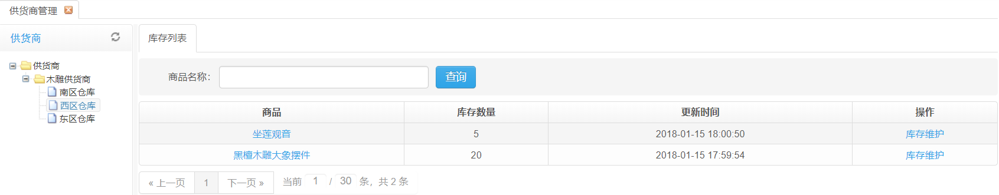 供货商管理
供货商
供货商
木雕供货商
南区仓库
西区仓库
东区仓库
库存列表
商品名称： 查询
商品 库存数量 更新时间 操作
坐莲观音 5 2018-01-15 18:00:50 库存维护
黑檀木雕大象摆件 20 2018-01-15 17:59:54 库存维护
« 上一页 1 下一页 » 当前 1 / 30 条，共 2 条